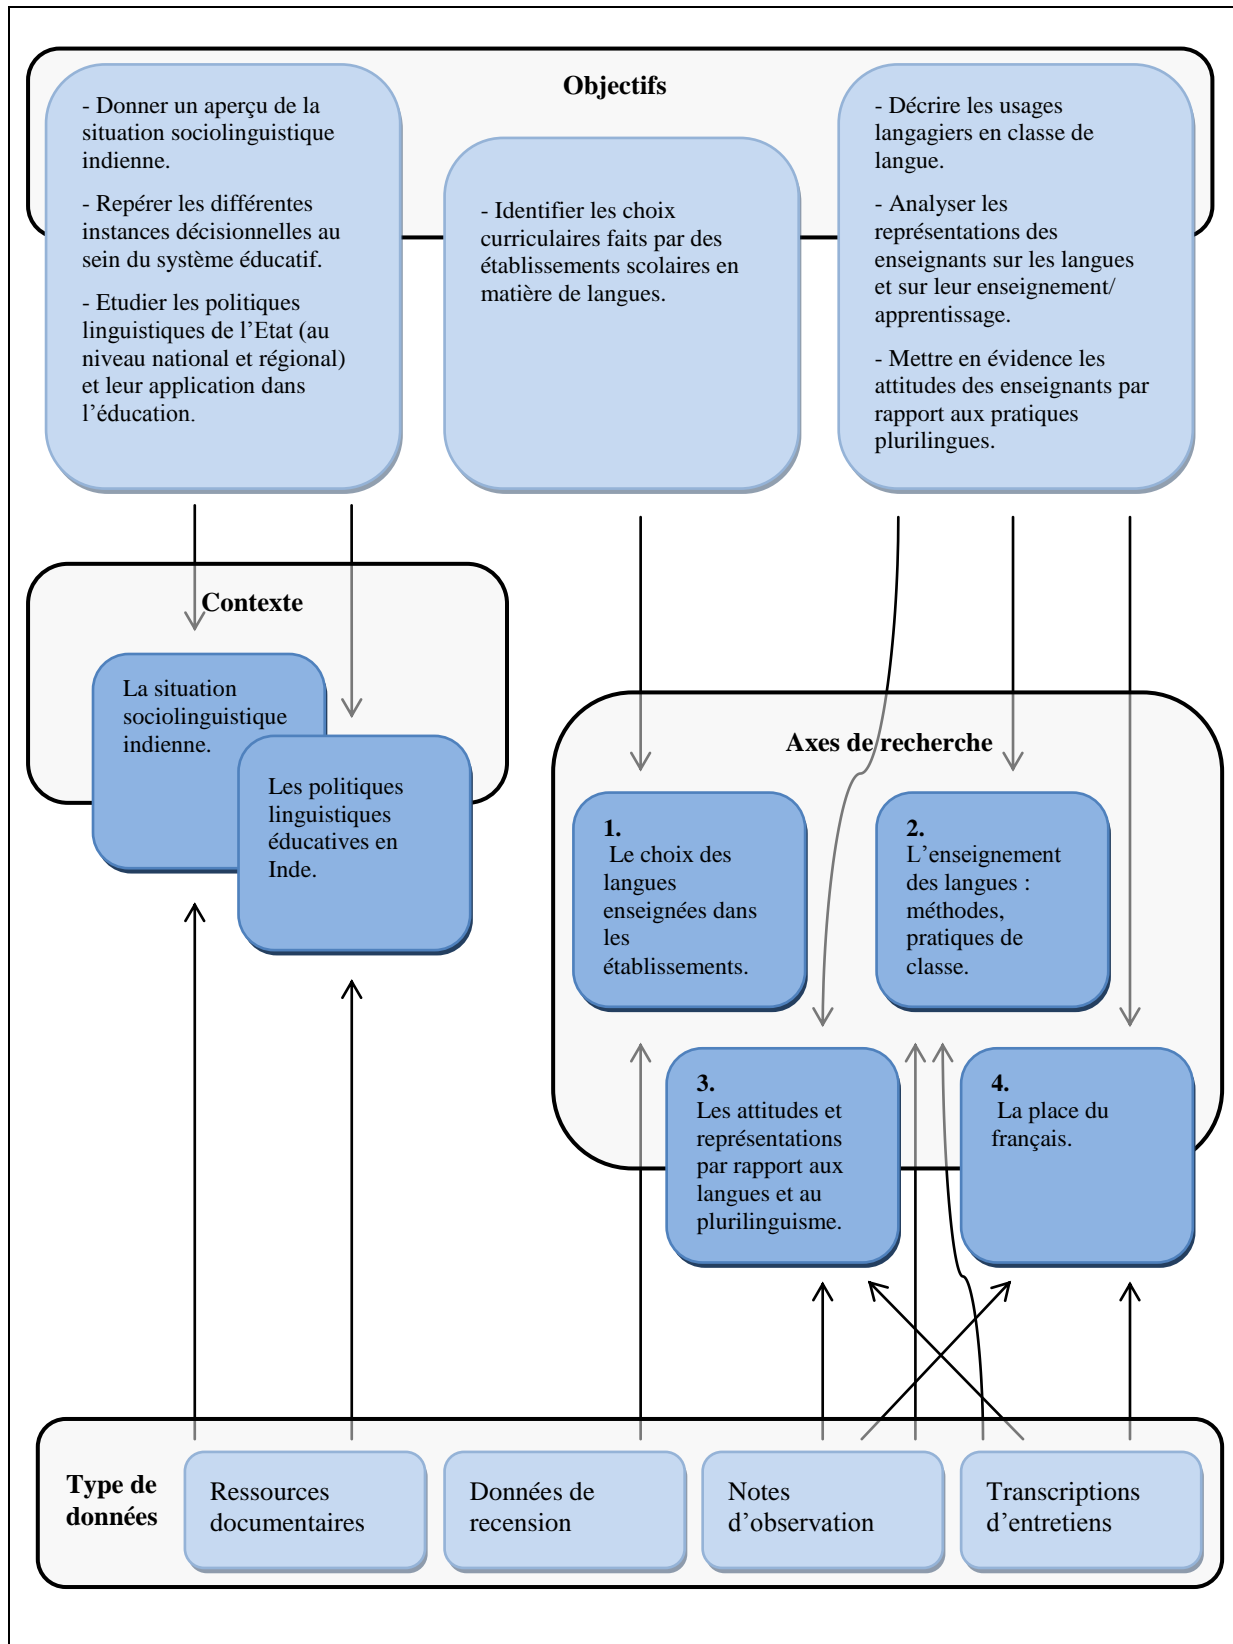 Objectifs
- Donner un aperçu de la
situation sociolinguistique
indienne.
- Repérer les différentes
instances décisionnelles au
sein du système éducatif.
- Etudier les politiques
linguistiques de l’Etat (au
niveau national et régional)
et leur application dans
l’éducation.
- Identifier les choix
curriculaires faits par des
établissements scolaires en
matière de langues.
- Décrire les usages
langagiers en classe de
langue.
- Analyser les
représentations des
enseignants sur les langues
et sur leur enseignement/
apprentissage.
- Mettre en évidence les
attitudes des enseignants par
rapport aux pratiques
plurilingues.
Contexte
La situation
sociolinguistique
indienne.
Les politiques
linguistiques
éducatives en
Inde.
Axes de recherche
1.
Le choix des
langues
enseignées dans
les
établissements.
2.
L’enseignement
des langues :
méthodes,
pratiques de
classe.
3.
Les attitudes et
représentations
par rapport aux
langues et au
plurilinguisme.
4.
La place du
français.
Type de
données
Ressources
documentaires
Données de
recension
Notes
d’observation
Transcriptions
d’entretiens